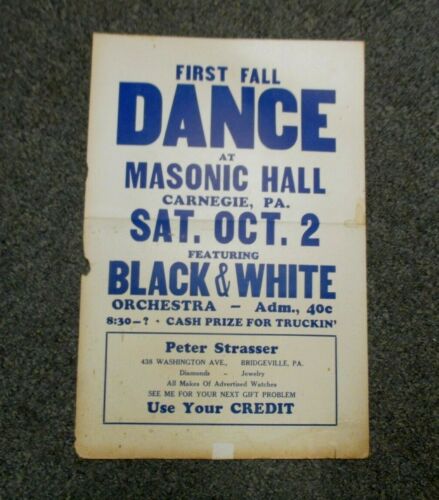 FIRST FALL
DANCE
AT
MASONIC HALL
CARNEGIE, PA.
SAT. OCT. 2
FEATURING
BLACK & WHITE
ORCHESTRA – Adm., 40c
8:30–? • CASH PRIZE FOR TRUCKIN'
Peter Strasser
438 WASHINGTON AVE., BRIDGEVILLE, PA.
Diamonds - Jewelry
All Makes Of Advertised Watches
SEE ME FOR YOUR NEXT GIFT PROBLEM
Use Your CREDIT